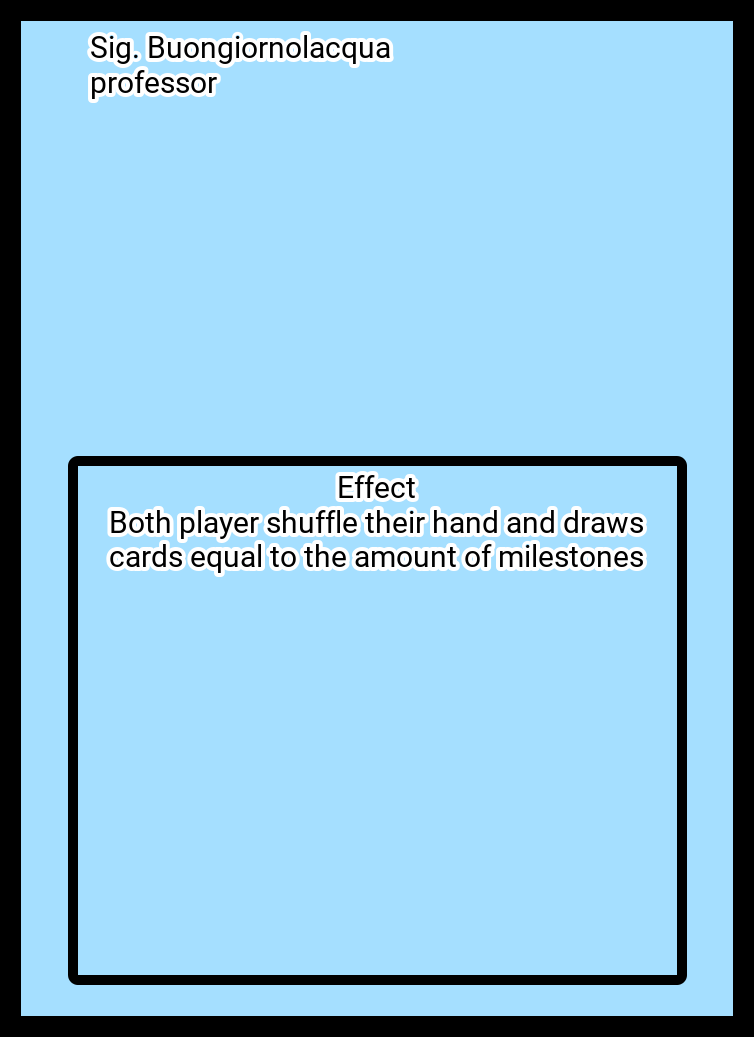 Sig. Buongiornolacqua
professor
Effect
Both player shuffle their hand and draws
cards equal to the amount of milestones